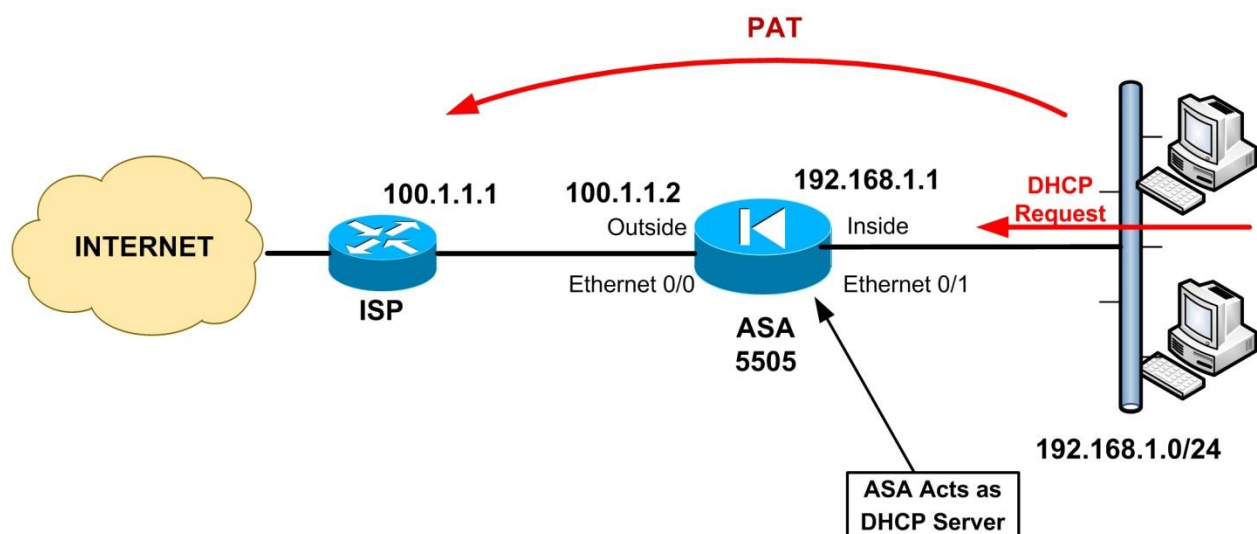 PAT
INTERNET
100.1.1.1
ISP
100.1.1.2
Outside
Ethernet 0/0
192.168.1.1
Inside
Ethernet 0/1
ASA
5505
DHCP
Request
192.168.1.0/24
ASA Acts as
DHCP Server